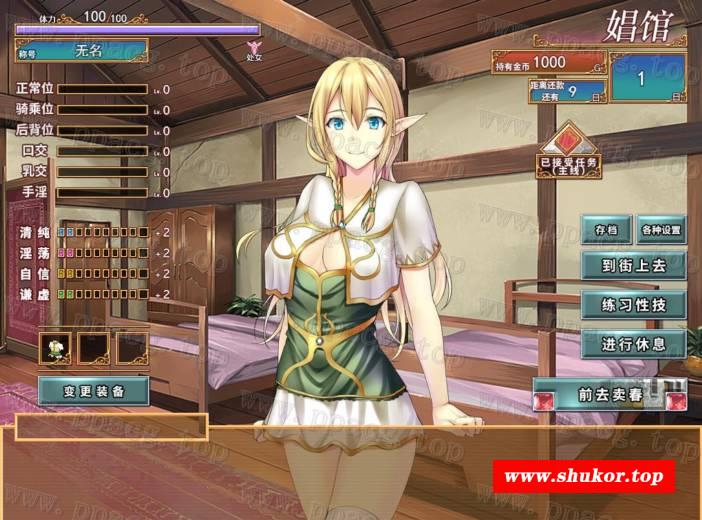 体力 100/100
娼馆
称号 无名
处女
持有金币 1000 G
1 日
距离还款
还有 9 日
正常位 Lv.0
骑乘位 Lv.0
后背位 Lv.0
口交 Lv.0
乳交 Lv.0
手淫 Lv.0
已接受任务
(主线)
清纯 +2
淫荡 +2
自信 +2
谦虚 +2
存档
各种设置
到街上去
练习性技
进行休息
变更装备
前去卖春
www.shukor.top
www.ppacg.top